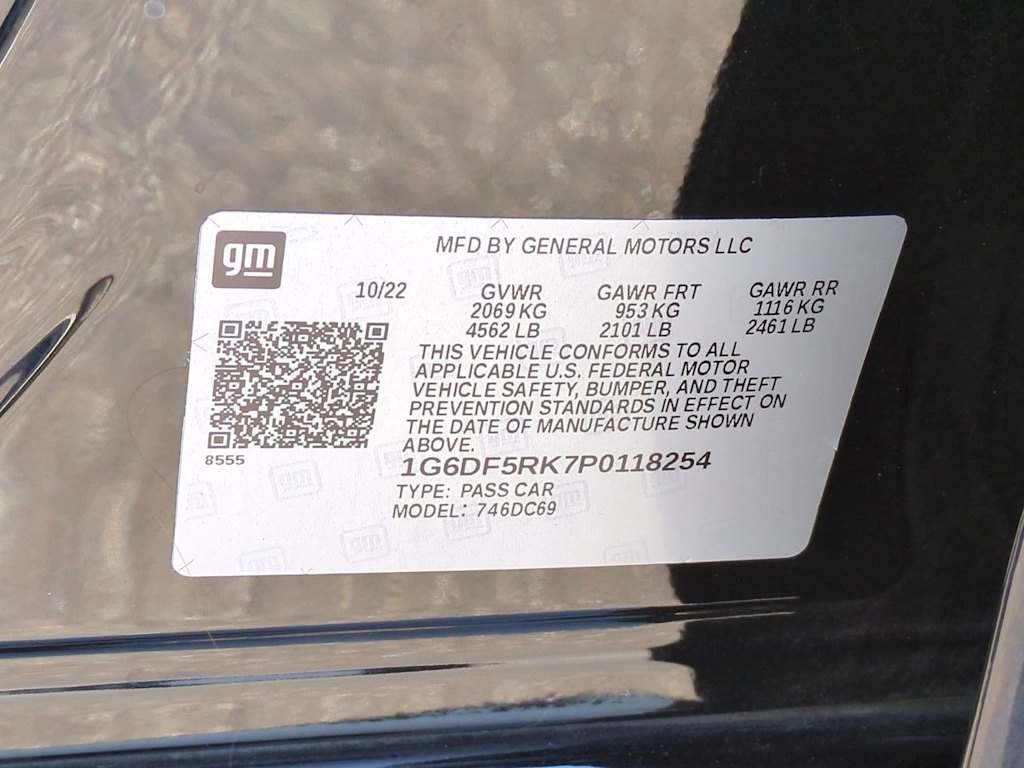 gm
MFD BY GENERAL MOTORS LLC
10/22 GVWR GAWR FRT GAWR RR
2069 KG 953 KG 1116 KG
4562 LB 2101 LB 2461 LB
THIS VEHICLE CONFORMS TO ALL
APPLICABLE U.S. FEDERAL MOTOR
VEHICLE SAFETY, BUMPER, AND THEFT
PREVENTION STANDARDS IN EFFECT ON
THE DATE OF MANUFACTURE SHOWN
ABOVE.
8555
1G6DF5RK7P0118254
TYPE: PASS CAR
MODEL: 746DC69